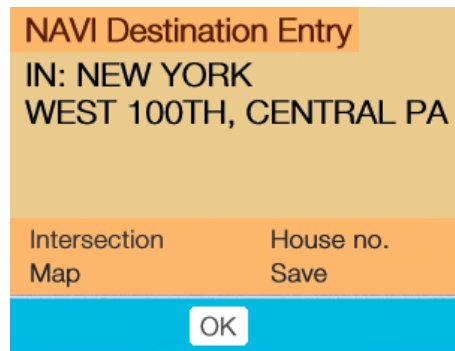 NAVI Destination Entry
IN: NEW YORK
WEST 100TH, CENTRAL PA
Intersection House no.
Map Save
OK